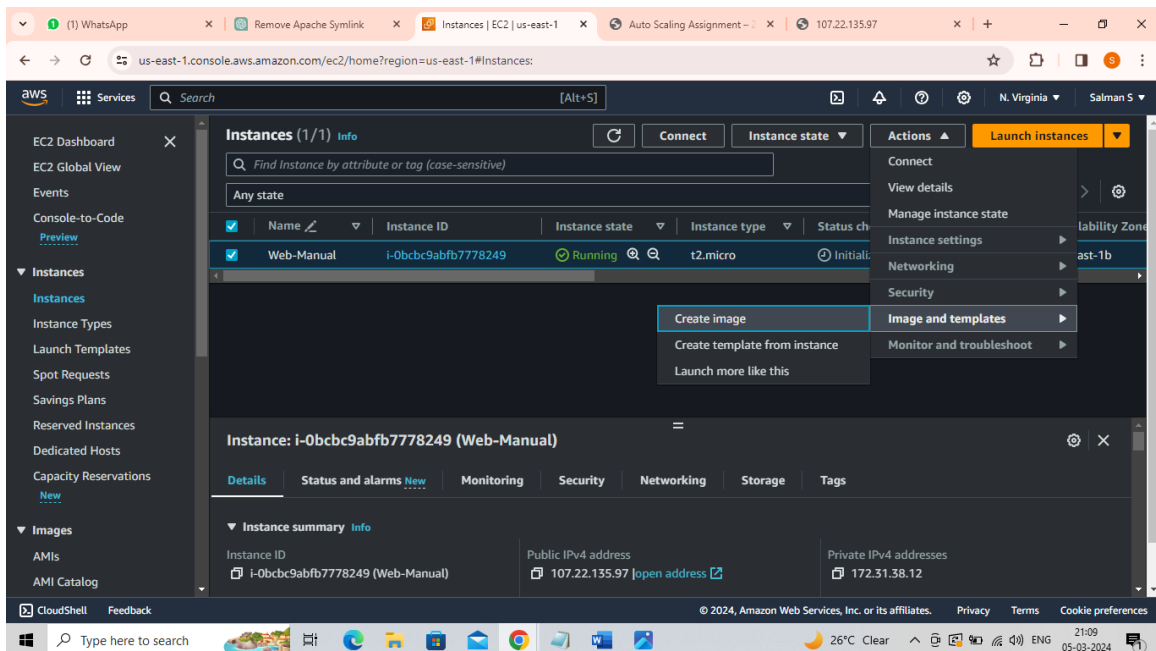 (1) WhatsApp
Remove Apache Symlink
Instances | EC2 | us-east-1
Auto Scaling Assignment –
107.22.135.97
us-east-1.console.aws.amazon.com/ec2/home?region=us-east-1#Instances:
S
aws
Services
Search
[Alt+S]
N. Virginia
Salman S
EC2 Dashboard
EC2 Global View
Events
Console-to-Code
Preview
Instances
Instances
Instance Types
Launch Templates
Spot Requests
Savings Plans
Reserved Instances
Dedicated Hosts
Capacity Reservations
New
Images
AMIs
AMI Catalog
Instances (1/1) Info
Connect
Instance state
Actions
Launch instances
Find Instance by attribute or tag (case-sensitive)
Any state
Name
Instance ID
Instance state
Instance type
Status ch
lability Zone
Web-Manual
i-0bcbc9abfb7778249
Running
t2.micro
Initiali
ast-1b
Connect
View details
Manage instance state
Instance settings
Networking
Security
Image and templates
Monitor and troubleshoot
Create image
Create template from instance
Launch more like this
Instance: i-0bcbc9abfb7778249 (Web-Manual)
Details
Status and alarms New
Monitoring
Security
Networking
Storage
Tags
Instance summary Info
Instance ID
i-0bcbc9abfb7778249 (Web-Manual)
Public IPv4 address
107.22.135.97 |open address
Private IPv4 addresses
172.31.38.12
CloudShell
Feedback
© 2024, Amazon Web Services, Inc. or its affiliates.
Privacy
Terms
Cookie preferences
Type here to search
26°C Clear
ENG
21:09
05-03-2024